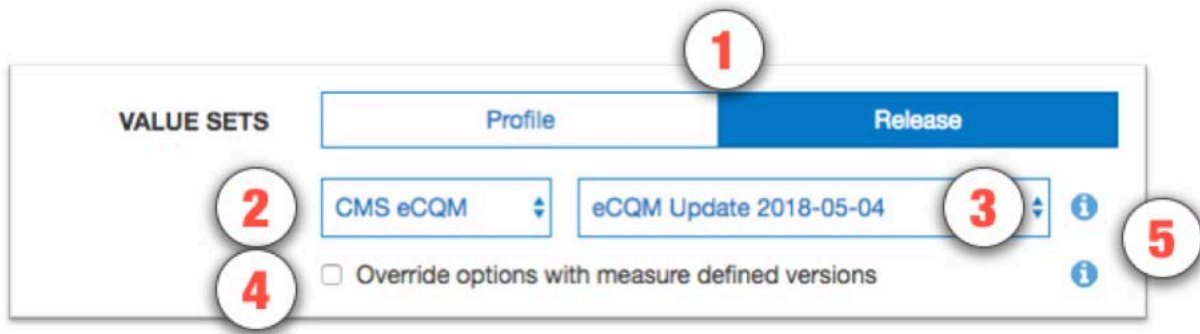 1
VALUE SETS Profile Release
2 CMS eCQM eCQM Update 2018-05-04 3
5
4 Override options with measure defined versions